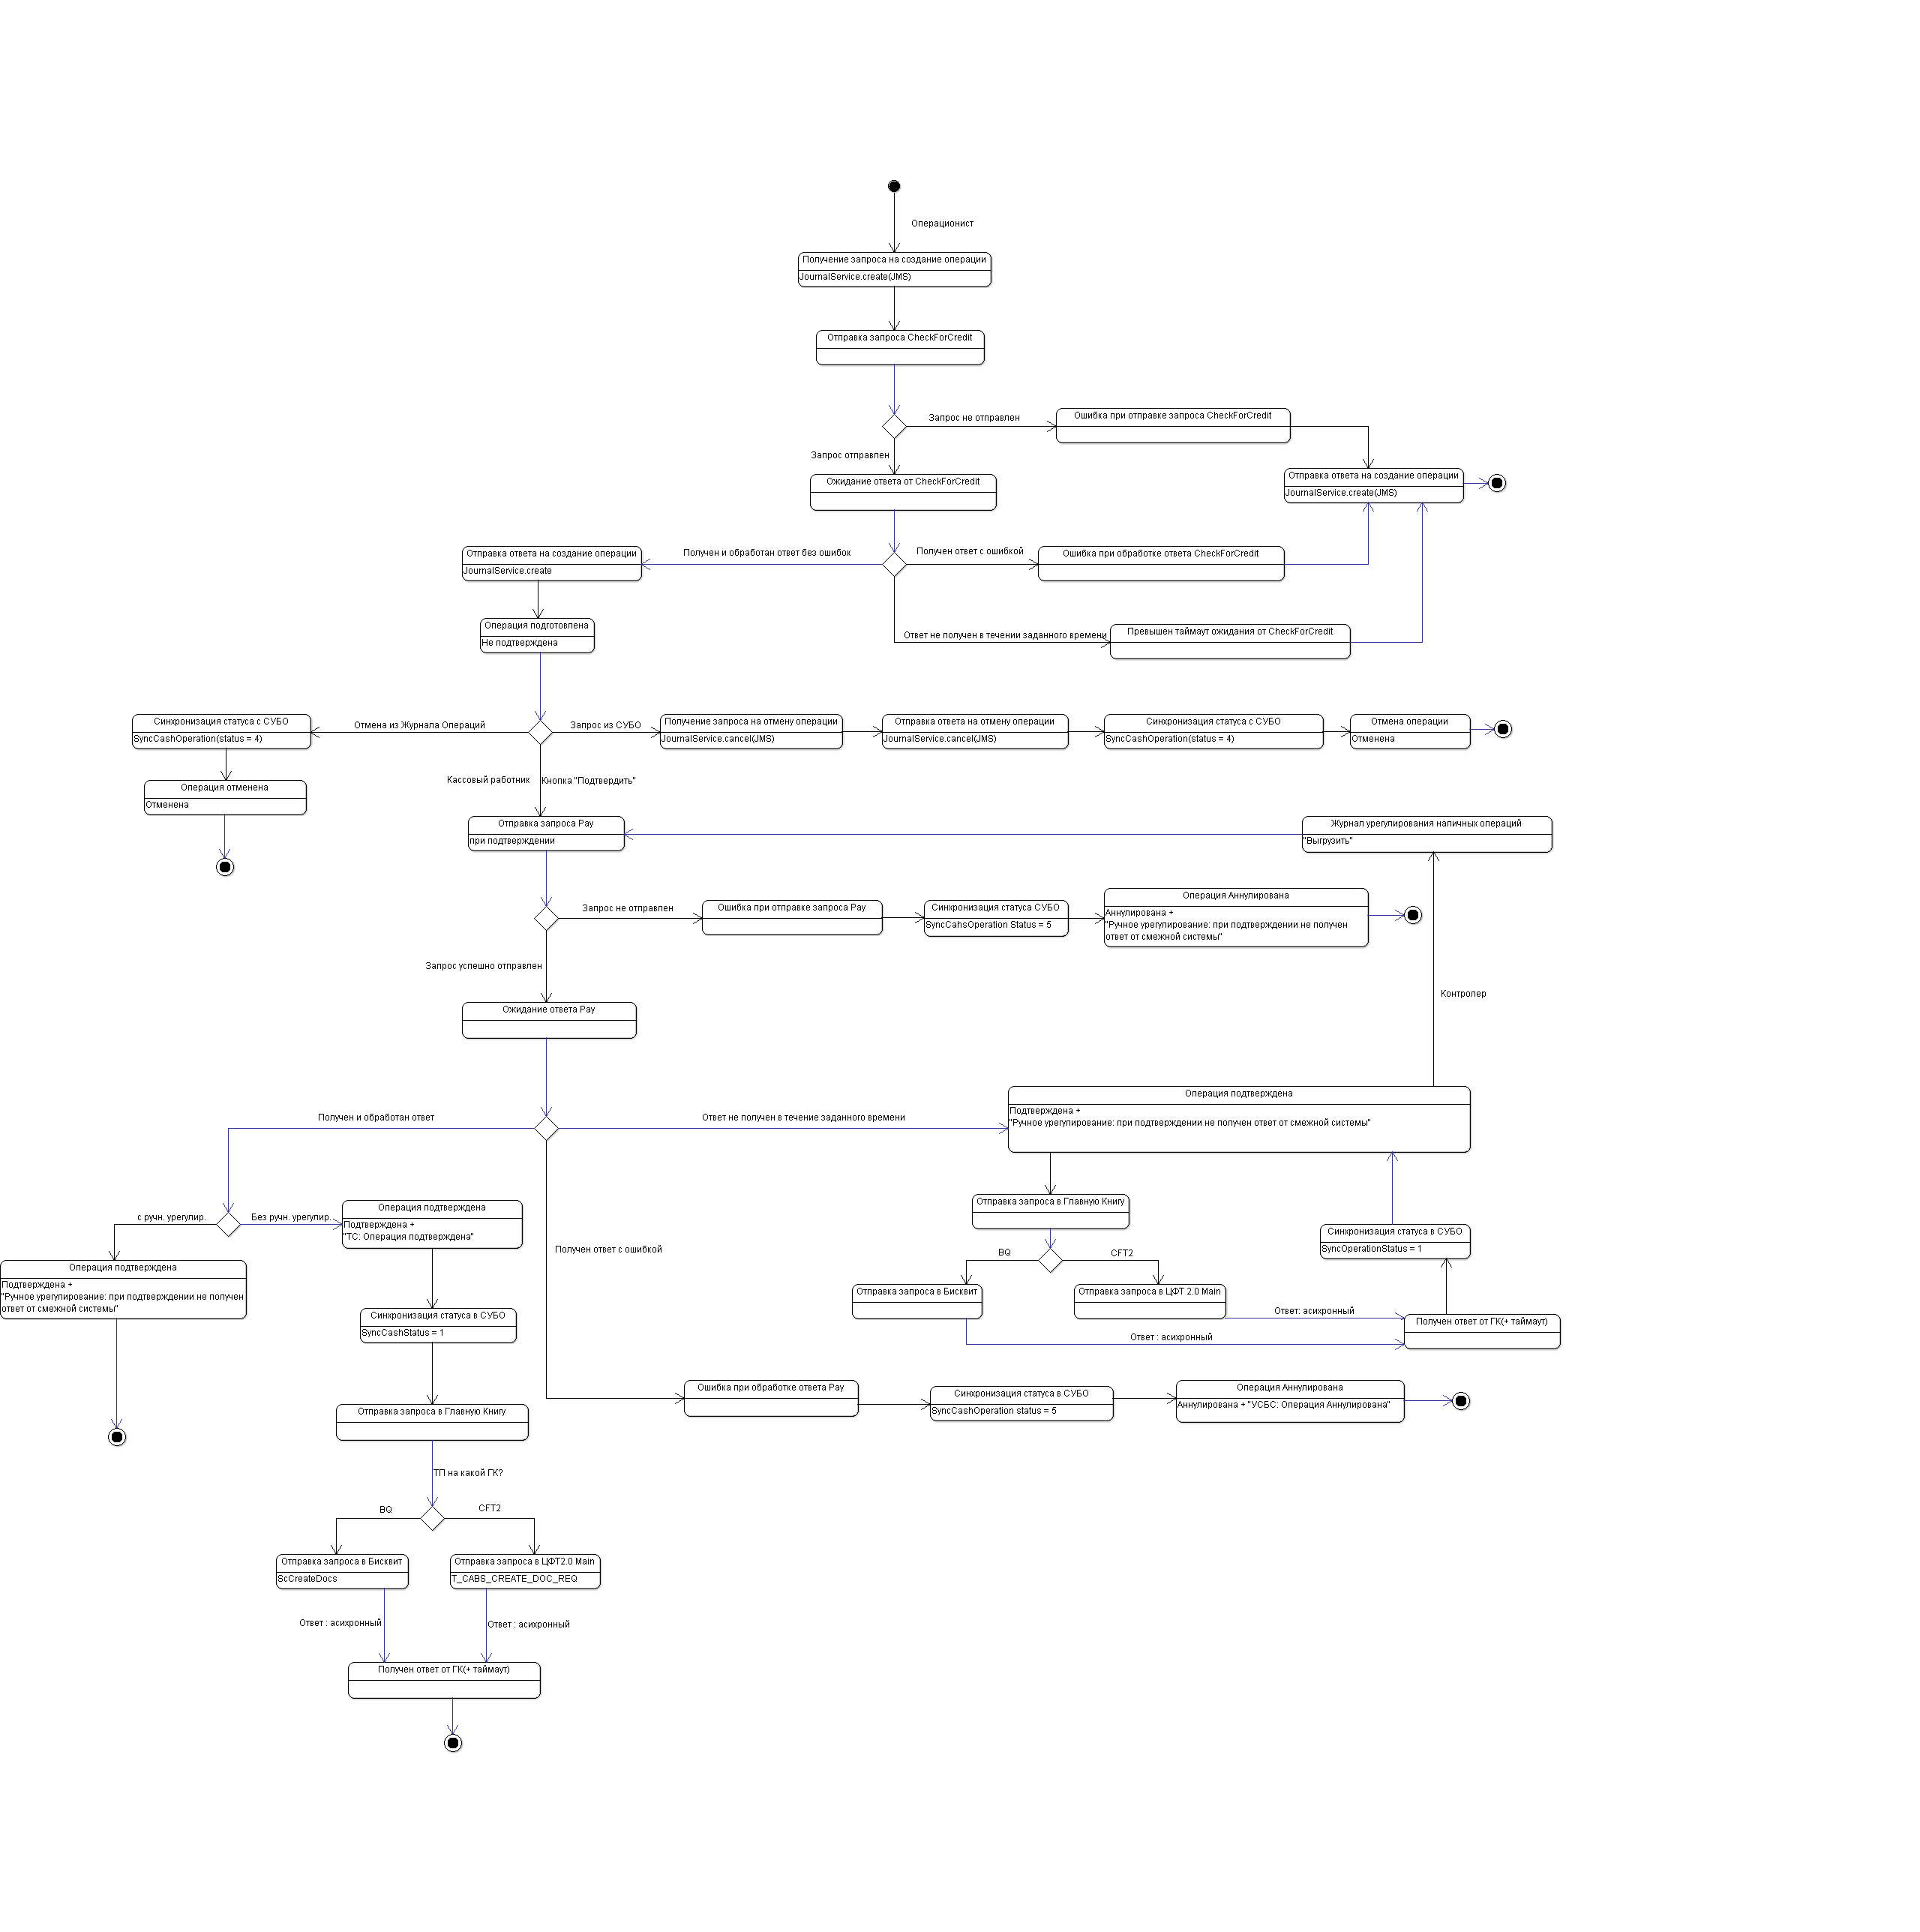 Операционист
Получение запроса на создание операции
JournalService.create(JMS)
Отправка запроса CheckForCredit
Запрос не отправлен
Ошибка при отправке запроса CheckForCredit
Запрос отправлен
Ожидание ответа от CheckForCredit
Отправка ответа на создание операции
JournalService.create(JMS)
Отправка ответа на создание операции
JournalService.create
Получен и обработан ответ без ошибок
Получен ответ с ошибкой
Ошибка при обработке ответа CheckForCredit
Операция подготовлена
Не подтверждена
Ответ не получен в течении заданного времени
Превышен таймаут ожидания от CheckForCredit
Синхронизация статуса с СУБО
SyncCashOperation(status = 4)
Отмена из Журнала Операций
Запрос из СУБО
Получение запроса на отмену операции
JournalService.cancel(JMS)
Отправка ответа на отмену операции
JournalService.cancel(JMS)
Синхронизация статуса с СУБО
SyncCashOperation(status = 4)
Отмена операции
Отменена
Операция отменена
Отменена
Кассовый работник
Кнопка "Подтвердить"
Отправка запроса Pay
при подтверждении
Журнал урегулирования наличных операций
"Выгрузить"
Запрос не отправлен
Ошибка при отправке запроса Pay
Синхронизация статуса СУБО
SyncCahsOperation Status = 5
Операция Аннулирована
Аннулирована +
"Ручное урегулирование: при подтверждении не получен
ответ от смежной системы"
Запрос успешно отправлен
Контролер
Ожидание ответа Pay
Получен и обработан ответ
Ответ не получен в течение заданного времени
Операция подтверждена
Подтверждена +
"Ручное урегулирование: при подтверждении не получен ответ от смежной системы"
с ручн. урегулир.
Без ручн. урегулир.
Операция подтверждена
Подтверждена +
"ТС: Операция подтверждена"
Отправка запроса в Главную Книгу
Получен ответ с ошибкой
BQ
CFT2
Синхронизация статуса в СУБО
SyncOperationStatus = 1
Операция подтверждена
Подтверждена +
"Ручное урегулирование: при подтверждении не получен
ответ от смежной системы"
Отправка запроса в Бисквит
Отправка запроса в ЦФТ 2.0 Main
Ответ: асихронный
Ответ : асихронный
Получен ответ от ГК(+ таймаут)
Синхронизация статуса в СУБО
SyncCashStatus = 1
Ошибка при обработке ответа Pay
Синхронизация статуса в СУБО
SyncCashOperation status = 5
Операция Аннулирована
Аннулирована + "УСБС: Операция Аннулирована"
Отправка запроса в Главную Книгу
ТП на какой ГК?
BQ
CFT2
Отправка запроса в Бисквит
ScCreateDocs
Отправка запроса в ЦФТ2.0 Main
T_CABS_CREATE_DOC_REQ
Ответ : асихронный
Ответ : асихронный
Получен ответ от ГК(+ таймаут)